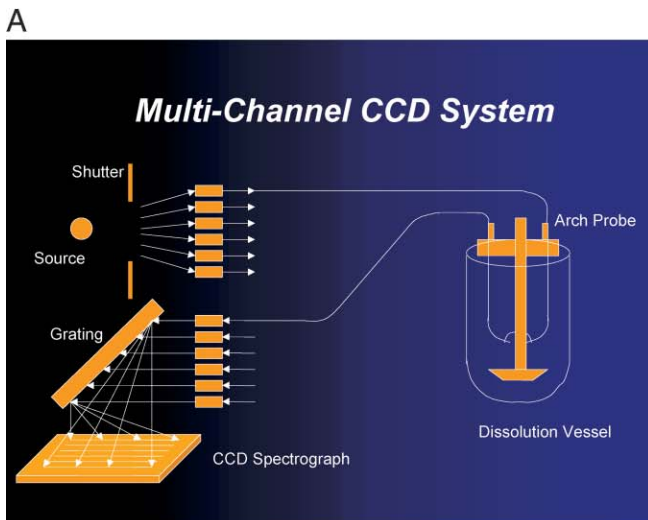 A
Multi-Channel CCD System
Shutter
Source
Arch Probe
Grating
Dissolution Vessel
CCD Spectrograph